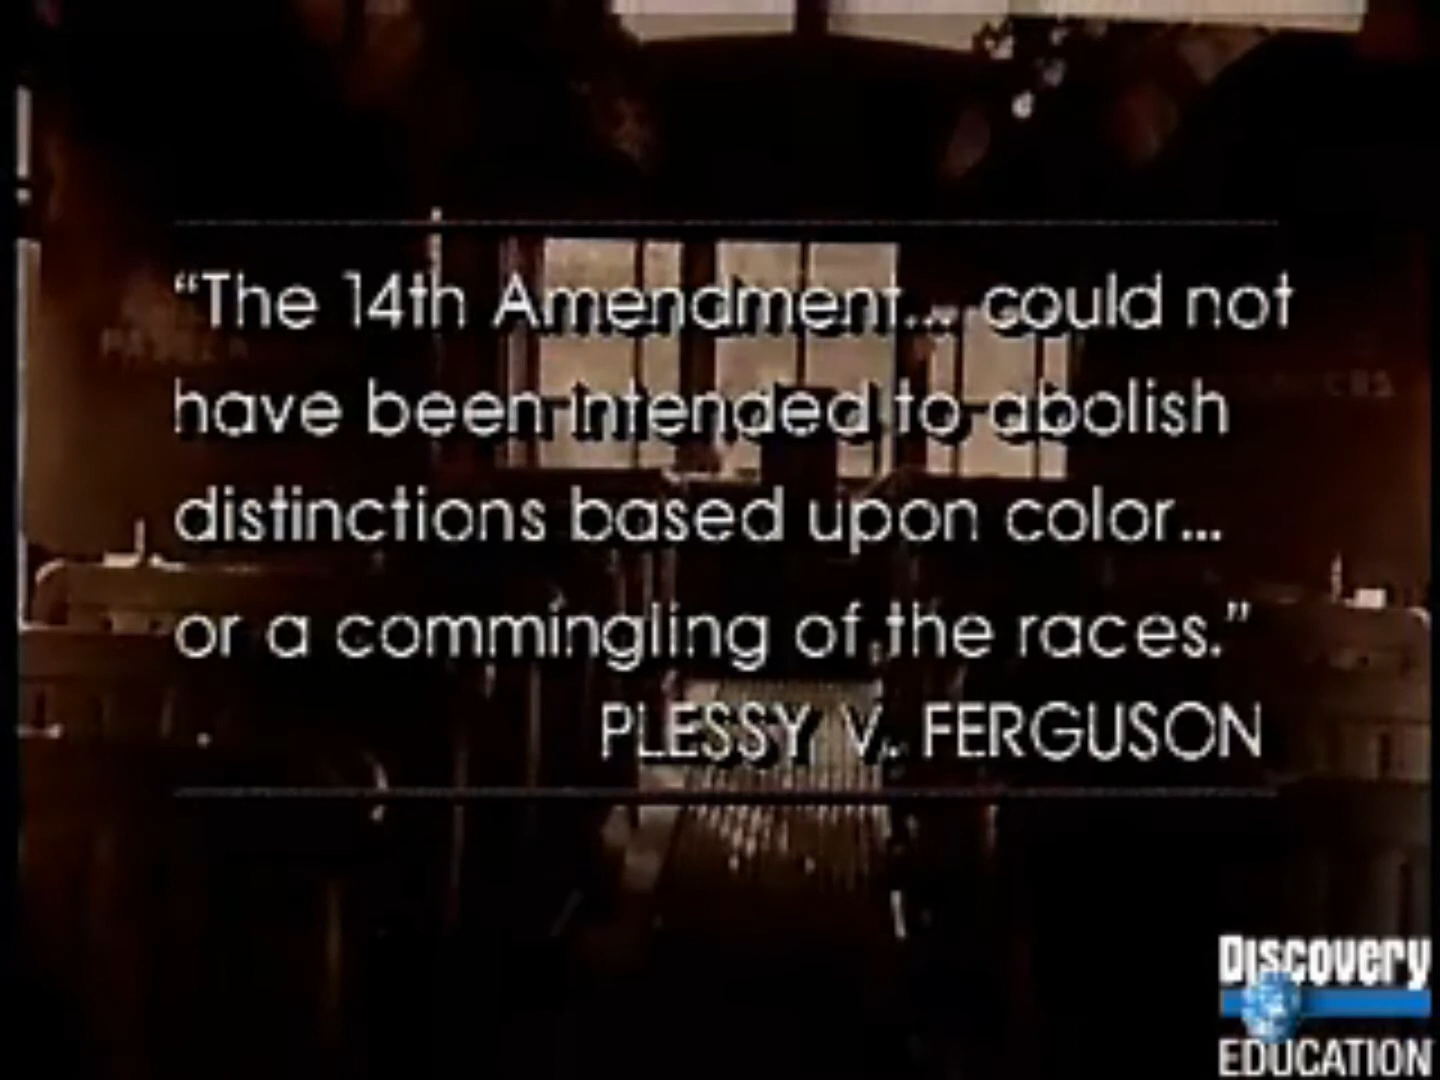 “The 14th Amendment... could not
have been intended to abolish
distinctions based upon color...
or a commingling of the races.”
PLESSY V. FERGUSON
Discovery
EDUCATION